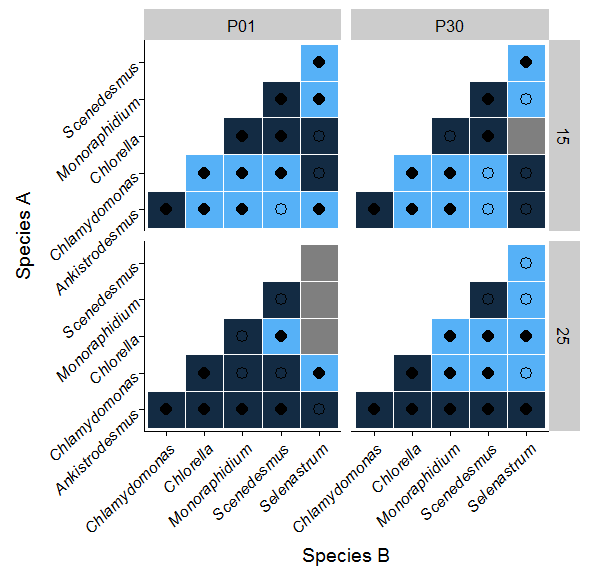 P01 P30
Scenedesmus
Monoraphidium
Chlorella
Chlamydomonas
Ankistrodesmus
15
Species A
Scenedesmus
Monoraphidium
Chlorella
Chlamydomonas
Ankistrodesmus
25
Chlamydomonas
Chlorella
Monoraphidium
Scenedesmus
Selenastrum
Chlamydomonas
Chlorella
Monoraphidium
Scenedesmus
Selenastrum
Species B